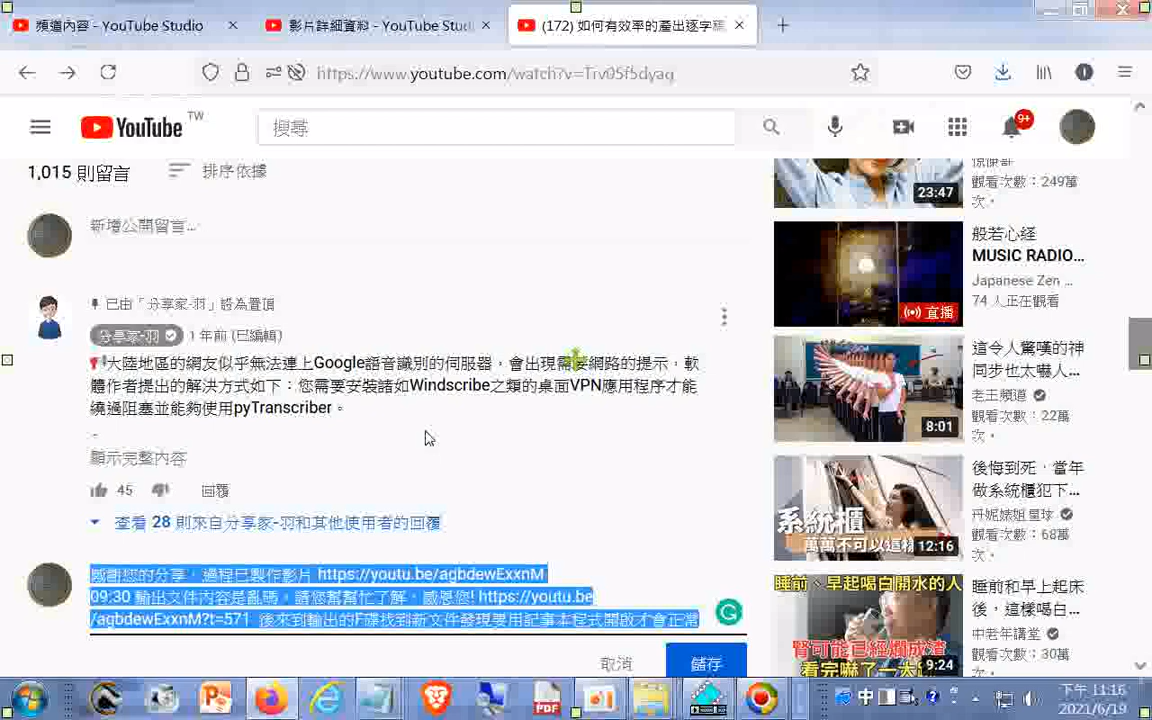 頻道內容 - YouTube Studio
影片詳細資料 - YouTube Stud
(172) 如何有效率的產出逐字稿
https://www.youtube.com/watch?v=Trv05f5dyag
YouTube TW
搜尋
9+
1,015 則留言
排序依據
新增公開留言...
已由「分享家-羽」設為置頂
分享家-羽
1 年前 (已編輯)
大陸地區的網友似乎無法連上Google語音識別的伺服器，會出現需要網路的提示，軟
體作者提出的解決方式如下：您需要安裝諸如Windscribe之類的桌面VPN應用程序才能
繞過阻塞並能夠使用pyTranscriber。
-
顯示完整內容
45
回覆
查看 28 則來自分享家-羽和其他使用者的回覆
感謝您的分享，過程已製作影片 https://youtu.be/agbdewExxnM
09:30 輸出文件內容是亂碼，請您幫幫忙了解，感恩您! https://youtu.be
/agbdewExxnM?t=571 後來到輸出的F碟找到新文件發現要用記事本程式開啟才會正常
取消
儲存
23:47
觀看次數：249萬
次。
般若心経
MUSIC RADIO...
Japanese Zen ...
74 人正在觀看
直播
這令人驚嘆的神
同步也太嚇人...
老王頻道
觀看次數：22萬
次。
8:01
後悔到死，當年
做系統櫃犯下...
丹妮婊姐星球
觀看次數：68萬
次。
系統櫃
萬萬不可以這樣
12:16
睡前和早上起床
後，這樣喝白...
中老年講堂
觀看次數：30萬
次。
睡前、早起喝白開水的人
腎可能已經爛成渣
看完嚇了一大
9:24
中
下午 11:16
2021/6/19